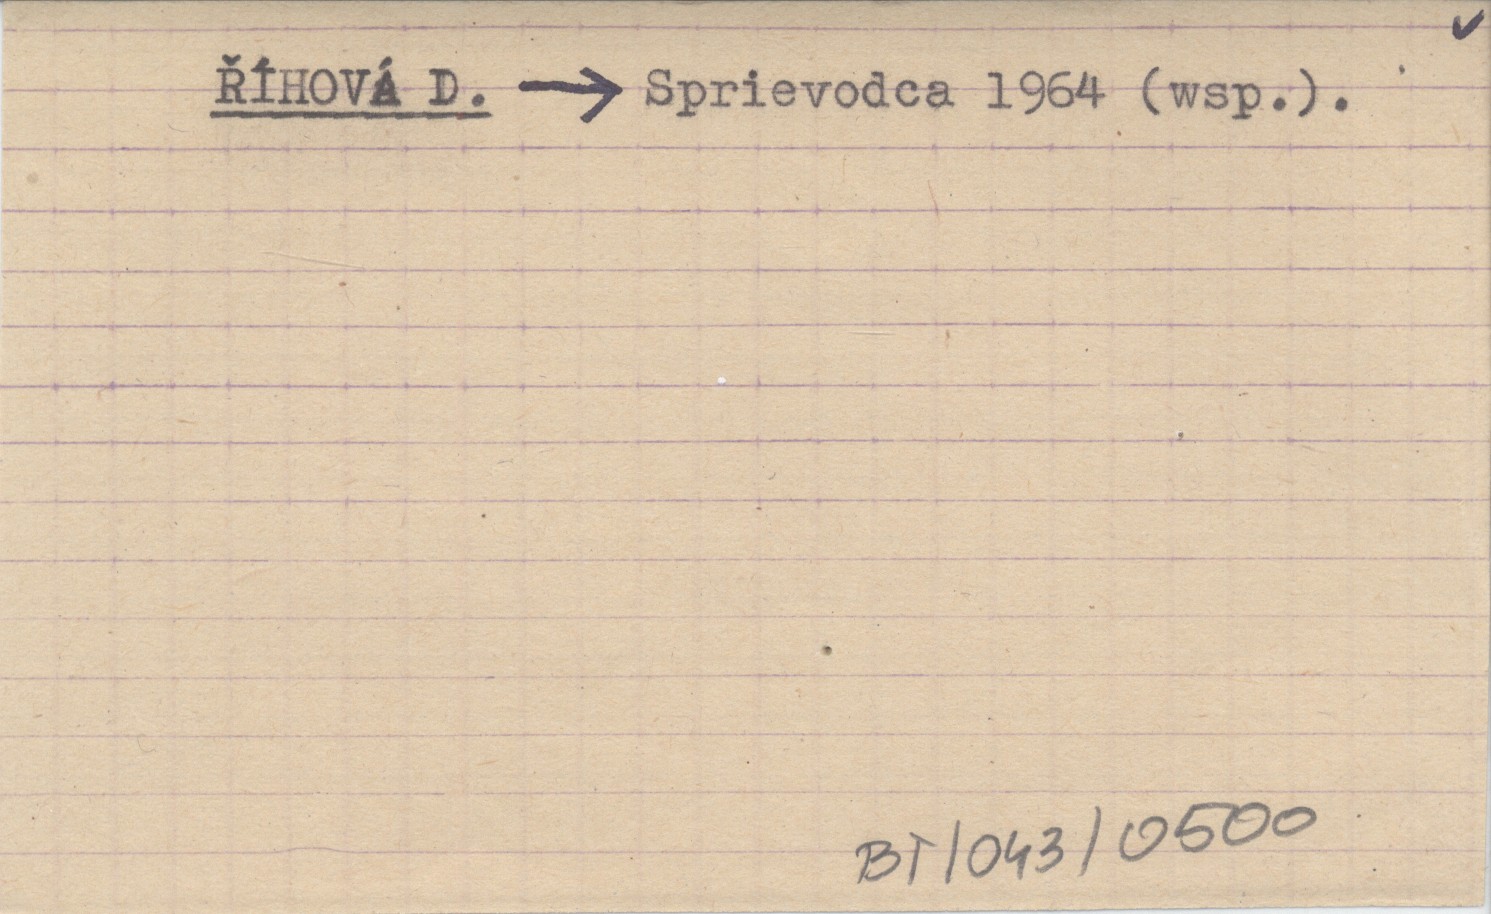 ŘÍHOVÁ D. → Sprievodca 1964 (wsp.).
BT/043/0500